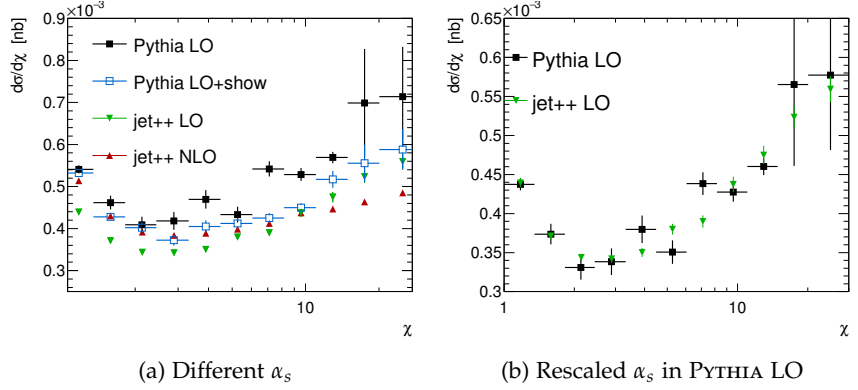 dσ/dχ [nb]
×10⁻³
0.9
0.8
0.7
0.6
0.5
0.4
0.3
Pythia LO
Pythia LO+show
jet++ LO
jet++ NLO
10
χ
(a) Different αs
dσ/dχ [nb]
×10⁻³
0.65
0.6
0.55
0.5
0.45
0.4
0.35
0.3
Pythia LO
jet++ LO
1
10
χ
(b) Rescaled αs in PYTHIA LO